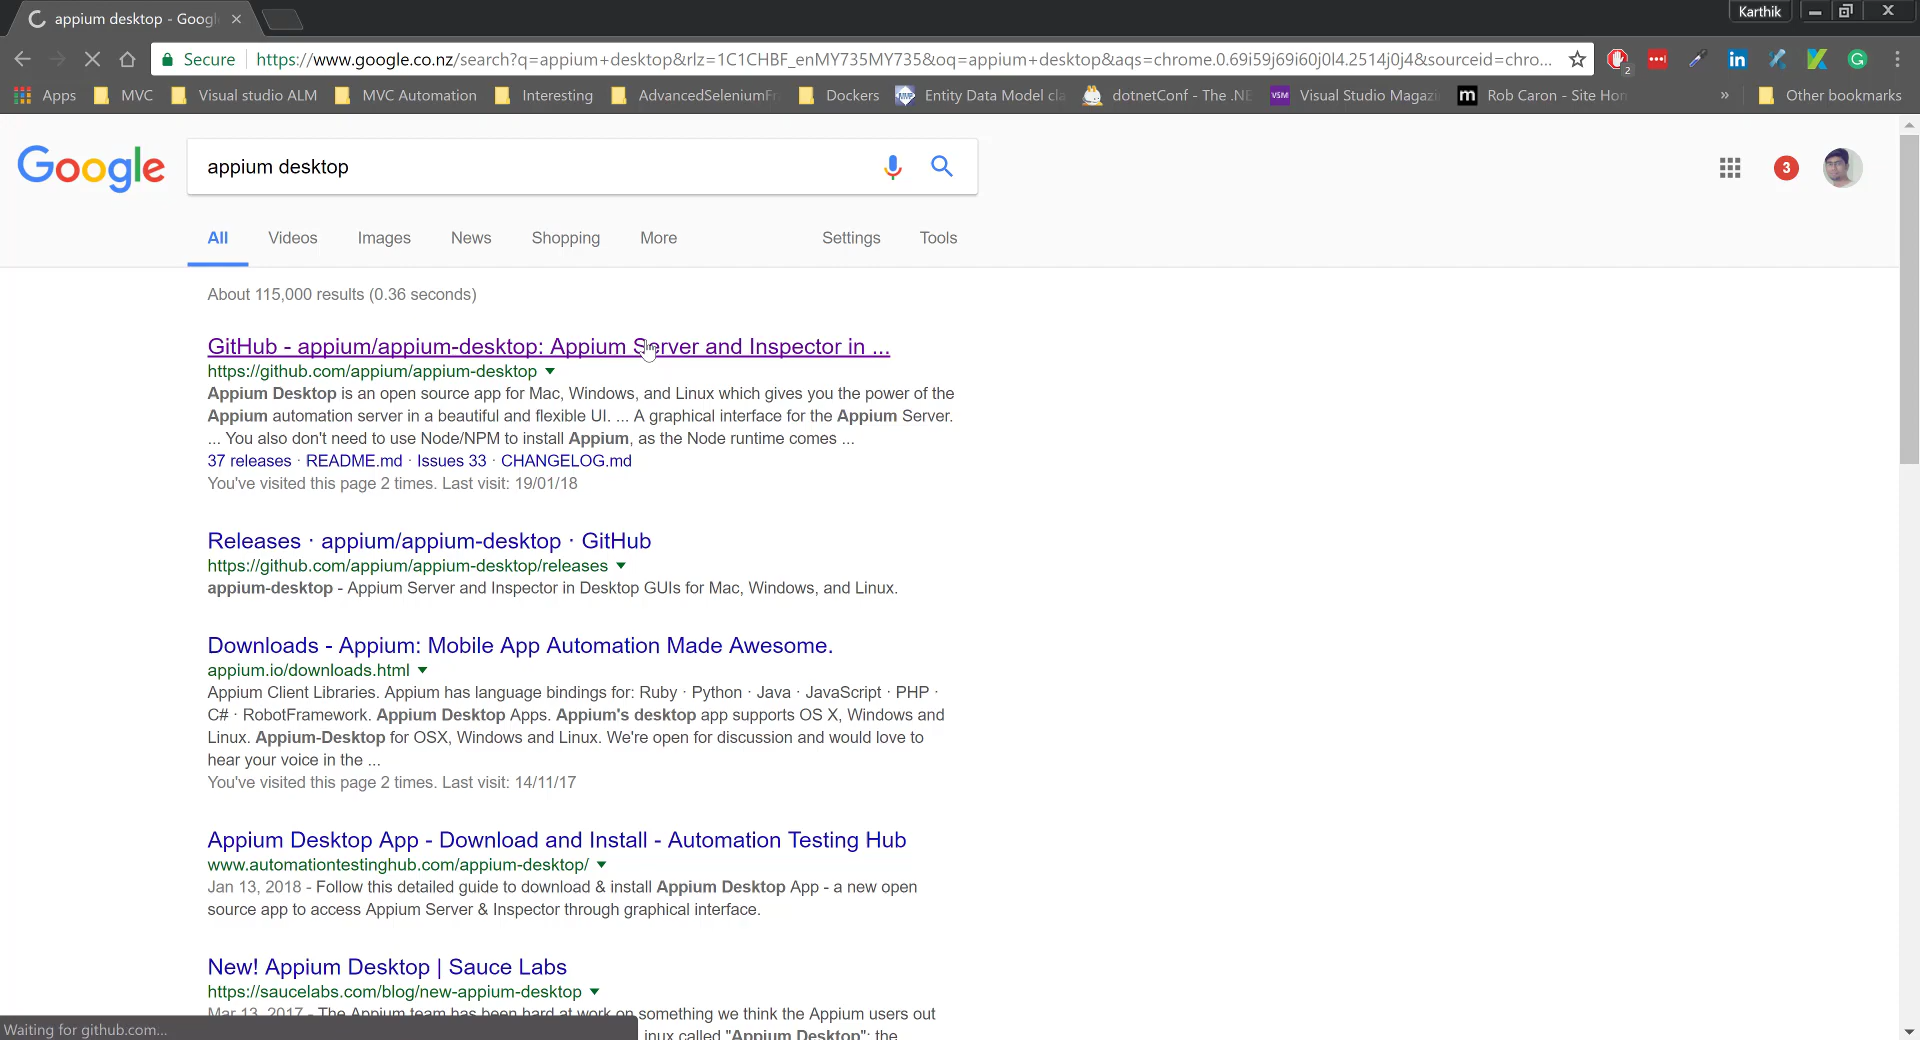 appium desktop - Googl
Karthik
Secure
https://www.google.co.nz/search?q=appium+desktop&rlz=1C1CHBF_enMY735MY735&oq=appium+desktop&aqs=chrome.0.69i59j69i60j0l4.2514j0j4&sourceid=chro...
2
Apps
MVC
Visual studio ALM
MVC Automation
Interesting
AdvancedSeleniumFr
Dockers
Entity Data Model cla
dotnetConf - The .NE
VSM
Visual Studio Magazi
m
Rob Caron - Site Hom
»
Other bookmarks
Google
appium desktop
3
All
Videos
Images
News
Shopping
More
Settings
Tools
About 115,000 results (0.36 seconds)
GitHub - appium/appium-desktop: Appium Server and Inspector in ...
https://github.com/appium/appium-desktop
Appium Desktop is an open source app for Mac, Windows, and Linux which gives you the power of the
Appium automation server in a beautiful and flexible UI. ... A graphical interface for the Appium Server.
... You also don't need to use Node/NPM to install Appium, as the Node runtime comes ...
37 releases · README.md · Issues 33 · CHANGELOG.md
You've visited this page 2 times. Last visit: 19/01/18
Releases · appium/appium-desktop · GitHub
https://github.com/appium/appium-desktop/releases
appium-desktop - Appium Server and Inspector in Desktop GUIs for Mac, Windows, and Linux.
Downloads - Appium: Mobile App Automation Made Awesome.
appium.io/downloads.html
Appium Client Libraries. Appium has language bindings for: Ruby · Python · Java · JavaScript · PHP ·
C# · RobotFramework. Appium Desktop Apps. Appium's desktop app supports OS X, Windows and
Linux. Appium-Desktop for OSX, Windows and Linux. We're open for discussion and would love to
hear your voice in the ...
You've visited this page 2 times. Last visit: 14/11/17
Appium Desktop App - Download and Install - Automation Testing Hub
www.automationtestinghub.com/appium-desktop/
Jan 13, 2018 - Follow this detailed guide to download & install Appium Desktop App - a new open
source app to access Appium Server & Inspector through graphical interface.
New! Appium Desktop | Sauce Labs
https://saucelabs.com/blog/new-appium-desktop
Mar 13, 2017 - The Appium team has been hard at work on something we think the Appium users out
inux called "Appium Desktop": the
Waiting for github.com...